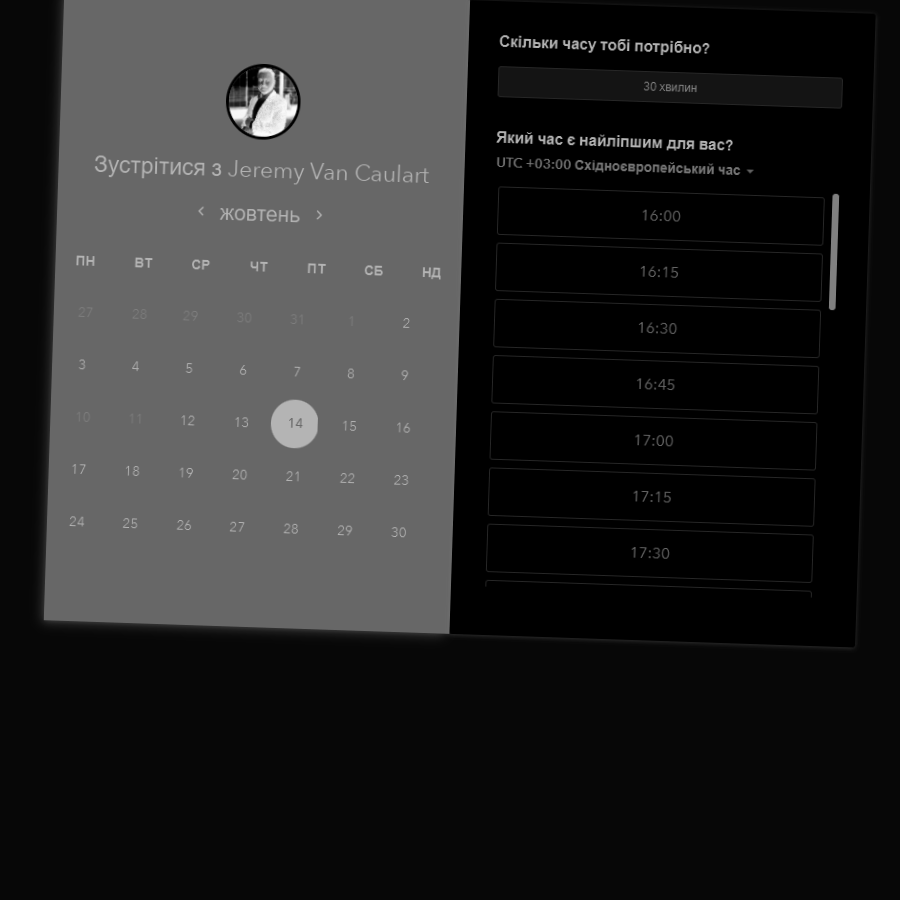 Зустрітися з Jeremy Van Caulart
жовтень
ПН ВТ СР ЧТ ПТ СБ НД
27 28 29 30 31 1 2
3 4 5 6 7 8 9
10 11 12 13 14 15 16
17 18 19 20 21 22 23
24 25 26 27 28 29 30
Скільки часу тобі потрібно?
30 хвилин
Який час є найліпшим для вас?
UTC +03:00 Східноєвропейський час
16:00
16:15
16:30
16:45
17:00
17:15
17:30